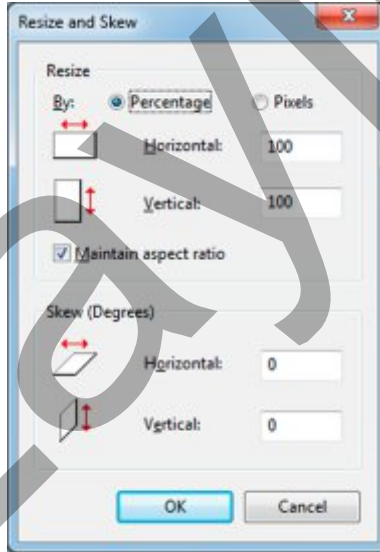 Resize and Skew
Resize
By: Percentage Pixels
Horizontal: 100
Vertical: 100
Maintain aspect ratio
Skew (Degrees)
Horizontal: 0
Vertical: 0
OK Cancel